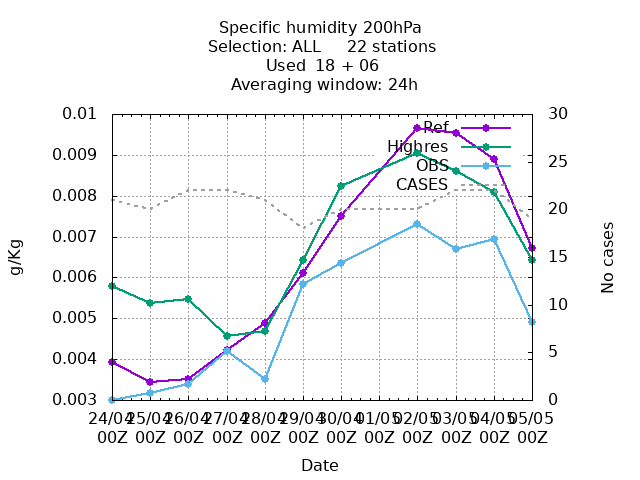 Specific humidity 200hPa
Selection: ALL 22 stations
Used 18 + 06
Averaging window: 24h
0.01
0.009
0.008
0.007
0.006
0.005
0.004
0.003
g/Kg
30
25
20
15
10
5
0
No cases
Ref
Highres
OBS
CASES
24/04 25/04 26/04 27/04 28/04 29/04 30/04 01/05 02/05 03/05 04/05 05/05
00Z 00Z 00Z 00Z 00Z 00Z 00Z 00Z 00Z 00Z 00Z 00Z
Date